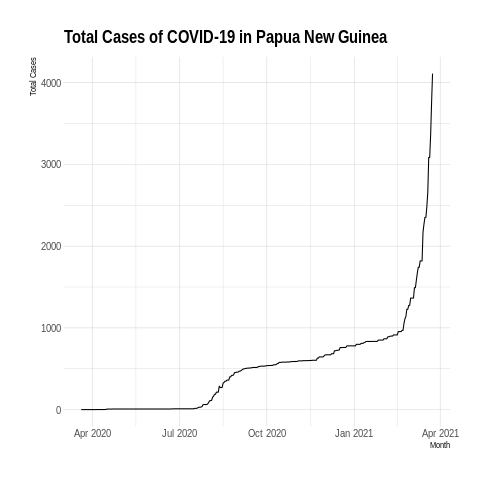 Total Cases of COVID-19 in Papua New Guinea
Total Cases
4000
3000
2000
1000
0
Apr 2020 Jul 2020 Oct 2020 Jan 2021 Apr 2021
Month